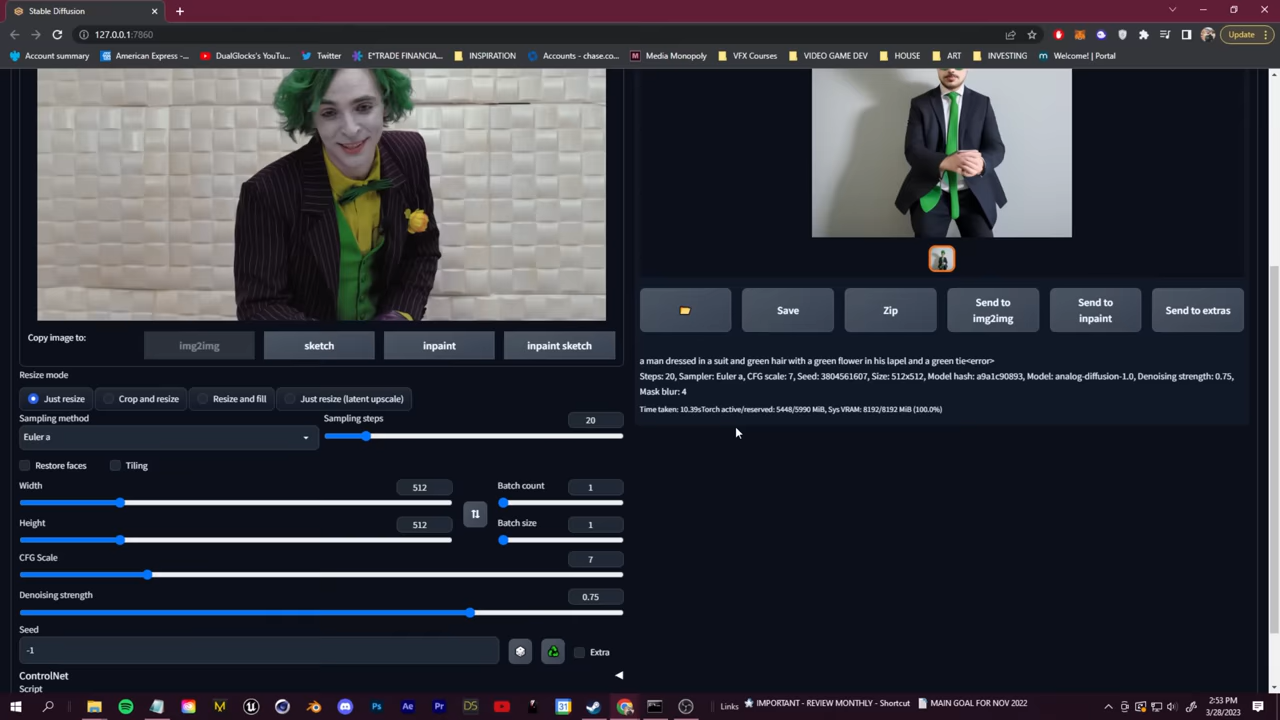 Stable Diffusion
127.0.0.1:7860
Update
Account summary
American Express -...
DualGlock's YouTu...
Twitter
E*TRADE FINANCIA...
INSPIRATION
Accounts - chase.co...
Media Monopoly
VFX Courses
VIDEO GAME DEV
HOUSE
ART
INVESTING
Welcome! | Portal
Copy image to:
img2img
sketch
inpaint
inpaint sketch
Resize mode
Just resize
Crop and resize
Resize and fill
Just resize (latent upscale)
Sampling method
Euler a
Sampling steps
20
Restore faces
Tiling
Width
512
Height
512
Batch count
1
Batch size
1
CFG Scale
7
Denoising strength
0.75
Seed
-1
Extra
ControlNet
Script
Save
Zip
Send to
img2img
Send to
inpaint
Send to extras
a man dressed in a suit and green hair with a green flower in his lapel and a green tie<error>
Steps: 20, Sampler: Euler a, CFG scale: 7, Seed: 3804561607, Size: 512x512, Model hash: a9a1c90893, Model: analog-diffusion-1.0, Denoising strength: 0.75,
Mask blur: 4
Time taken: 10.39sTorch active/reserved: 5448/5990 MiB, Sys VRAM: 8192/8192 MiB (100.0%)
Links
IMPORTANT - REVIEW MONTHLY - Shortcut
MAIN GOAL FOR NOV 2022
2:53 PM
3/28/2023